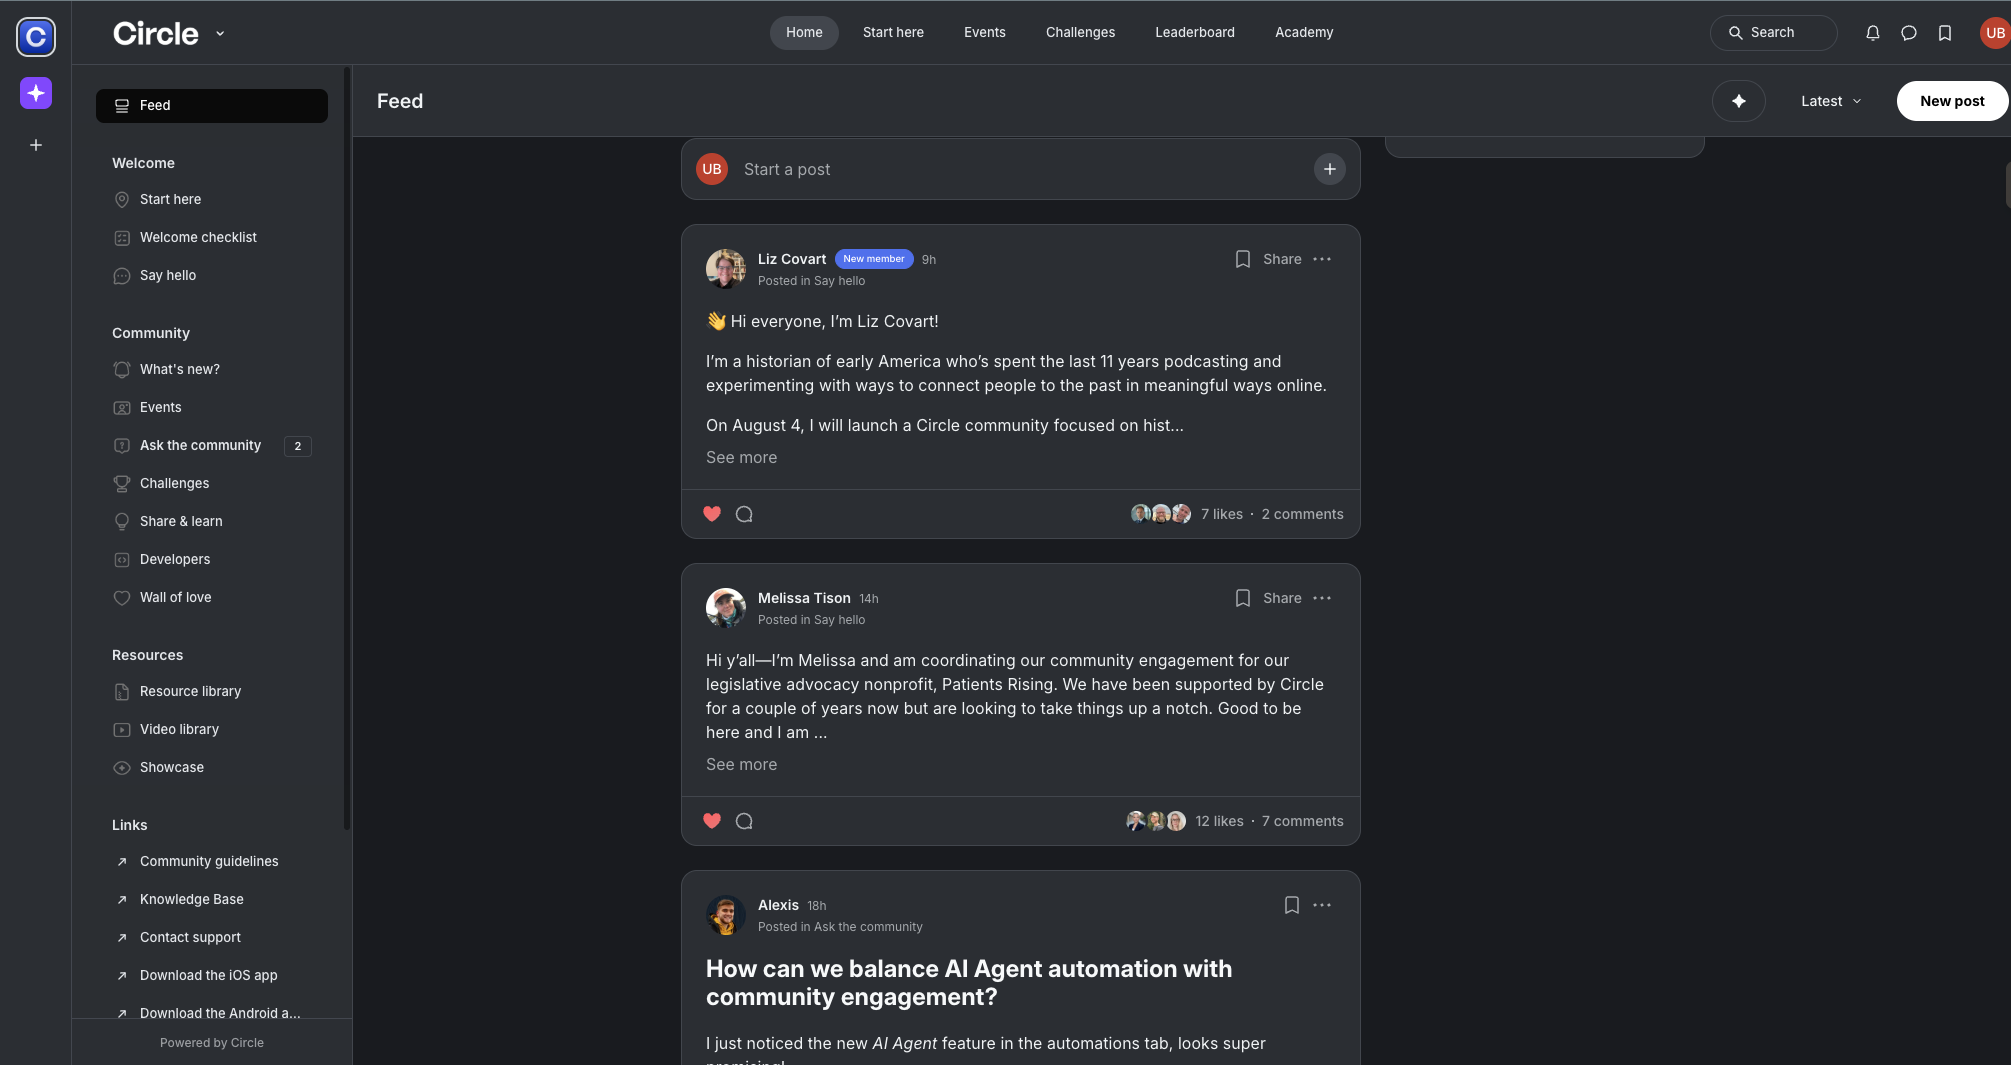 C
Circle
Home
Start here
Events
Challenges
Leaderboard
Academy
Search
UB
Feed
Welcome
Start here
Welcome checklist
Say hello
Community
What's new?
Events
Ask the community
2
Challenges
Share & learn
Developers
Wall of love
Resources
Resource library
Video library
Showcase
Links
Community guidelines
Knowledge Base
Contact support
Download the iOS app
Download the Android a...
Powered by Circle
Feed
Latest
New post
UB
Start a post
Liz Covart New member 9h
Posted in Say hello
Share
👋 Hi everyone, I’m Liz Covart!
I’m a historian of early America who’s spent the last 11 years podcasting and
experimenting with ways to connect people to the past in meaningful ways online.
On August 4, I will launch a Circle community focused on hist...
See more
7 likes · 2 comments
Melissa Tison 14h
Posted in Say hello
Share
Hi y’all—I’m Melissa and am coordinating our community engagement for our
legislative advocacy nonprofit, Patients Rising. We have been supported by Circle
for a couple of years now but are looking to take things up a notch. Good to be
here and I am ...
See more
12 likes · 7 comments
Alexis 18h
Posted in Ask the community
How can we balance AI Agent automation with
community engagement?
I just noticed the new AI Agent feature in the automations tab, looks super